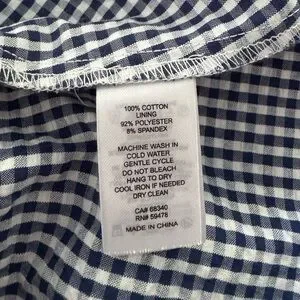 100% COTTON
LINING
92% POLYESTER
8% SPANDEX
MACHINE WASH IN
COLD WATER
GENTLE CYCLE
DO NOT BLEACH
HANG TO DRY
COOL IRON IF NEEDED
DRY CLEAN
CA# 68340
RN# 59478
MADE IN CHINA